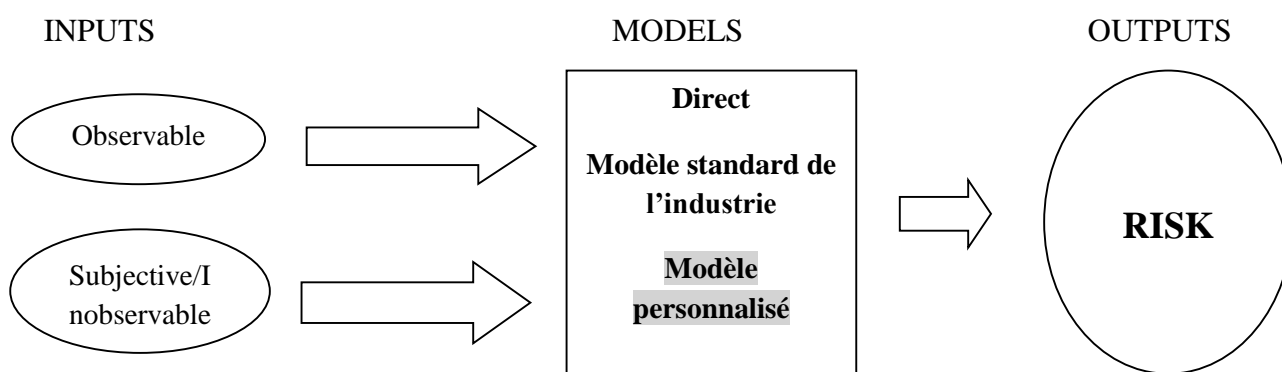 INPUTS
MODELS
OUTPUTS
Observable
Subjective/I
nobservable
Direct
Modèle standard de
l’industrie
Modèle
personnalisé
RISK